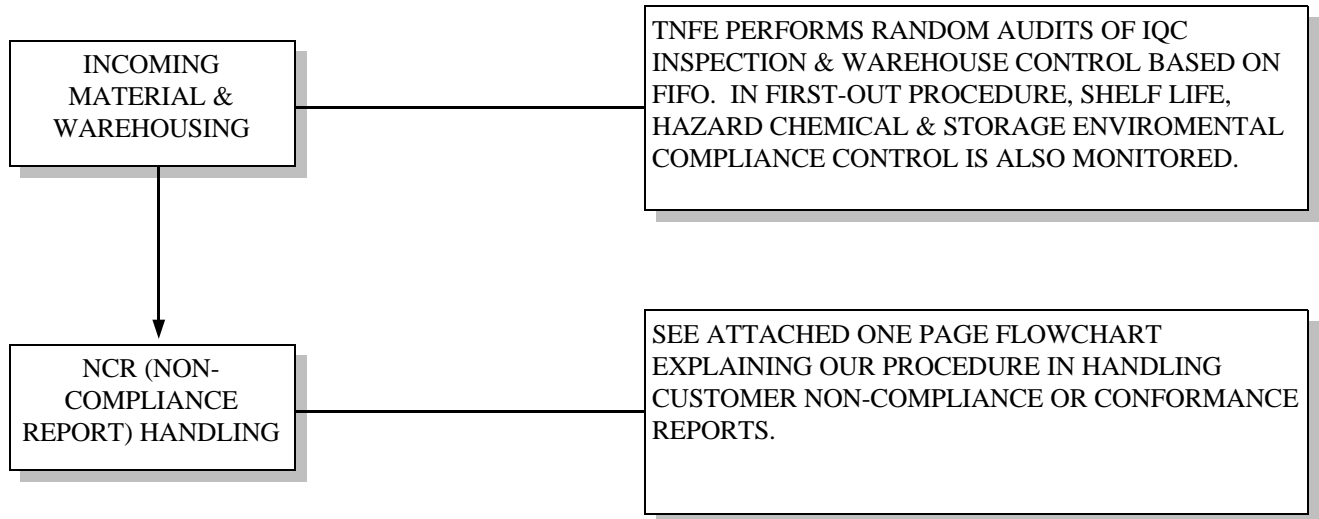 INCOMING
MATERIAL &
WAREHOUSING
TNFE PERFORMS RANDOM AUDITS OF IQC
INSPECTION & WAREHOUSE CONTROL BASED ON
FIFO.  IN FIRST-OUT PROCEDURE, SHELF LIFE,
HAZARD CHEMICAL & STORAGE ENVIROMENTAL
COMPLIANCE CONTROL IS ALSO MONITORED.
NCR (NON-
COMPLIANCE
REPORT) HANDLING
SEE ATTACHED ONE PAGE FLOWCHART
EXPLAINING OUR PROCEDURE IN HANDLING
CUSTOMER NON-COMPLIANCE OR CONFORMANCE
REPORTS.